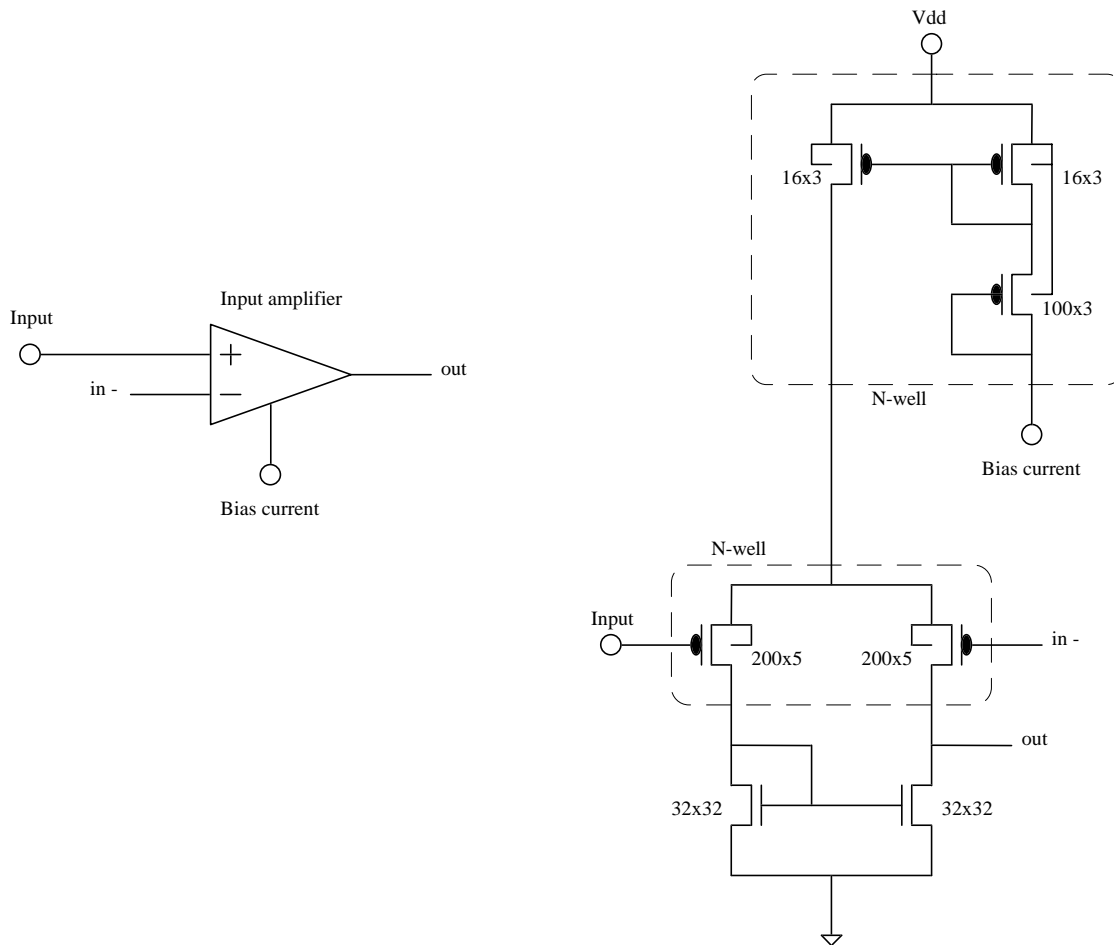 Vdd
16x3
16x3
Input amplifier
100x3
Input
+
out
in -
−
N-well
Bias current
Bias current
N-well
Input
in -
200x5
200x5
out
32x32
32x32